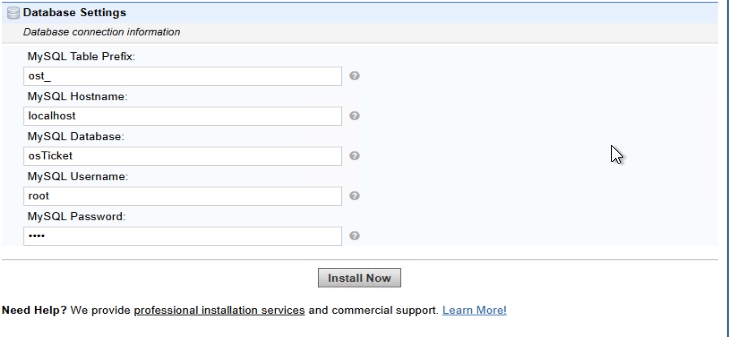 Database Settings
Database connection information
MySQL Table Prefix:
ost_
MySQL Hostname:
localhost
MySQL Database:
osTicket
MySQL Username:
root
MySQL Password:
••••
Install Now
Need Help? We provide professional installation services and commercial support. Learn More!